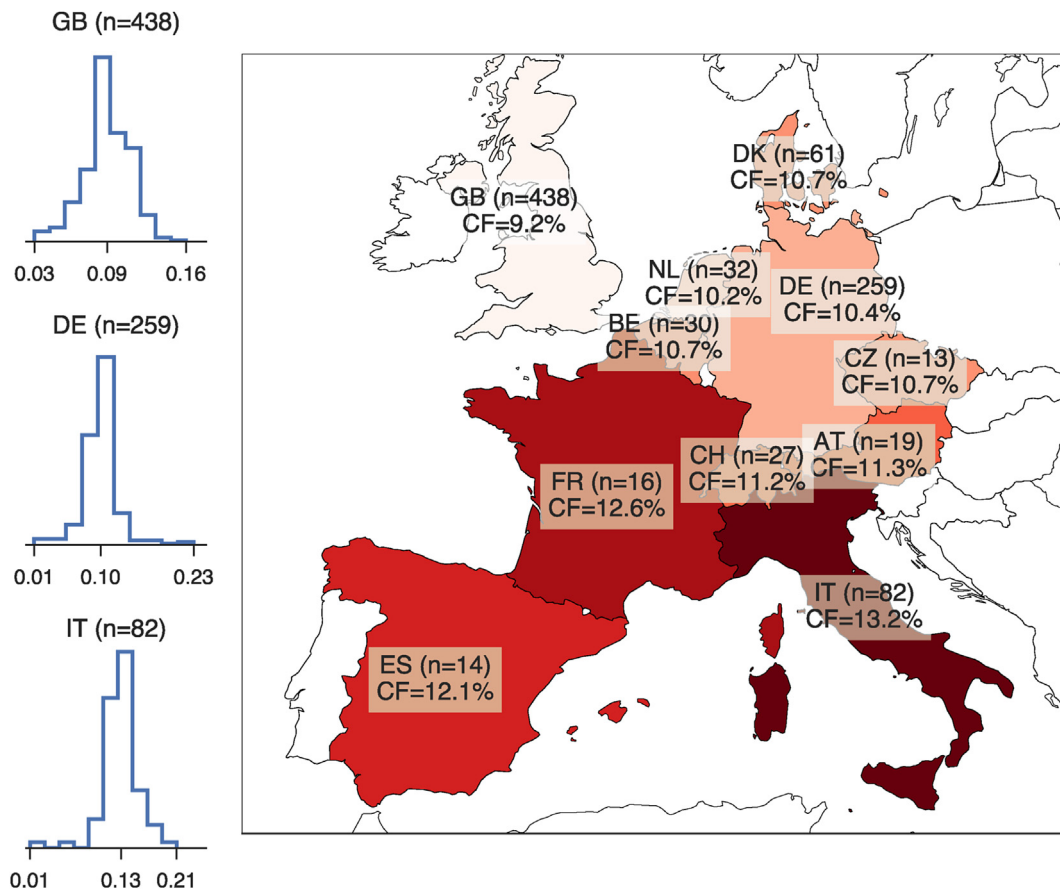 GB (n=438)
0.03 0.09 0.16
DE (n=259)
0.01 0.10 0.23
IT (n=82)
0.01 0.13 0.21
DK (n=61)
CF=10.7%
GB (n=438)
CF=9.2%
NL (n=32)
CF=10.2%
DE (n=259)
CF=10.4%
BE (n=30)
CF=10.7%
CZ (n=13)
CF=10.7%
AT (n=19)
CF=11.3%
CH (n=27)
CF=11.2%
FR (n=16)
CF=12.6%
IT (n=82)
CF=13.2%
ES (n=14)
CF=12.1%